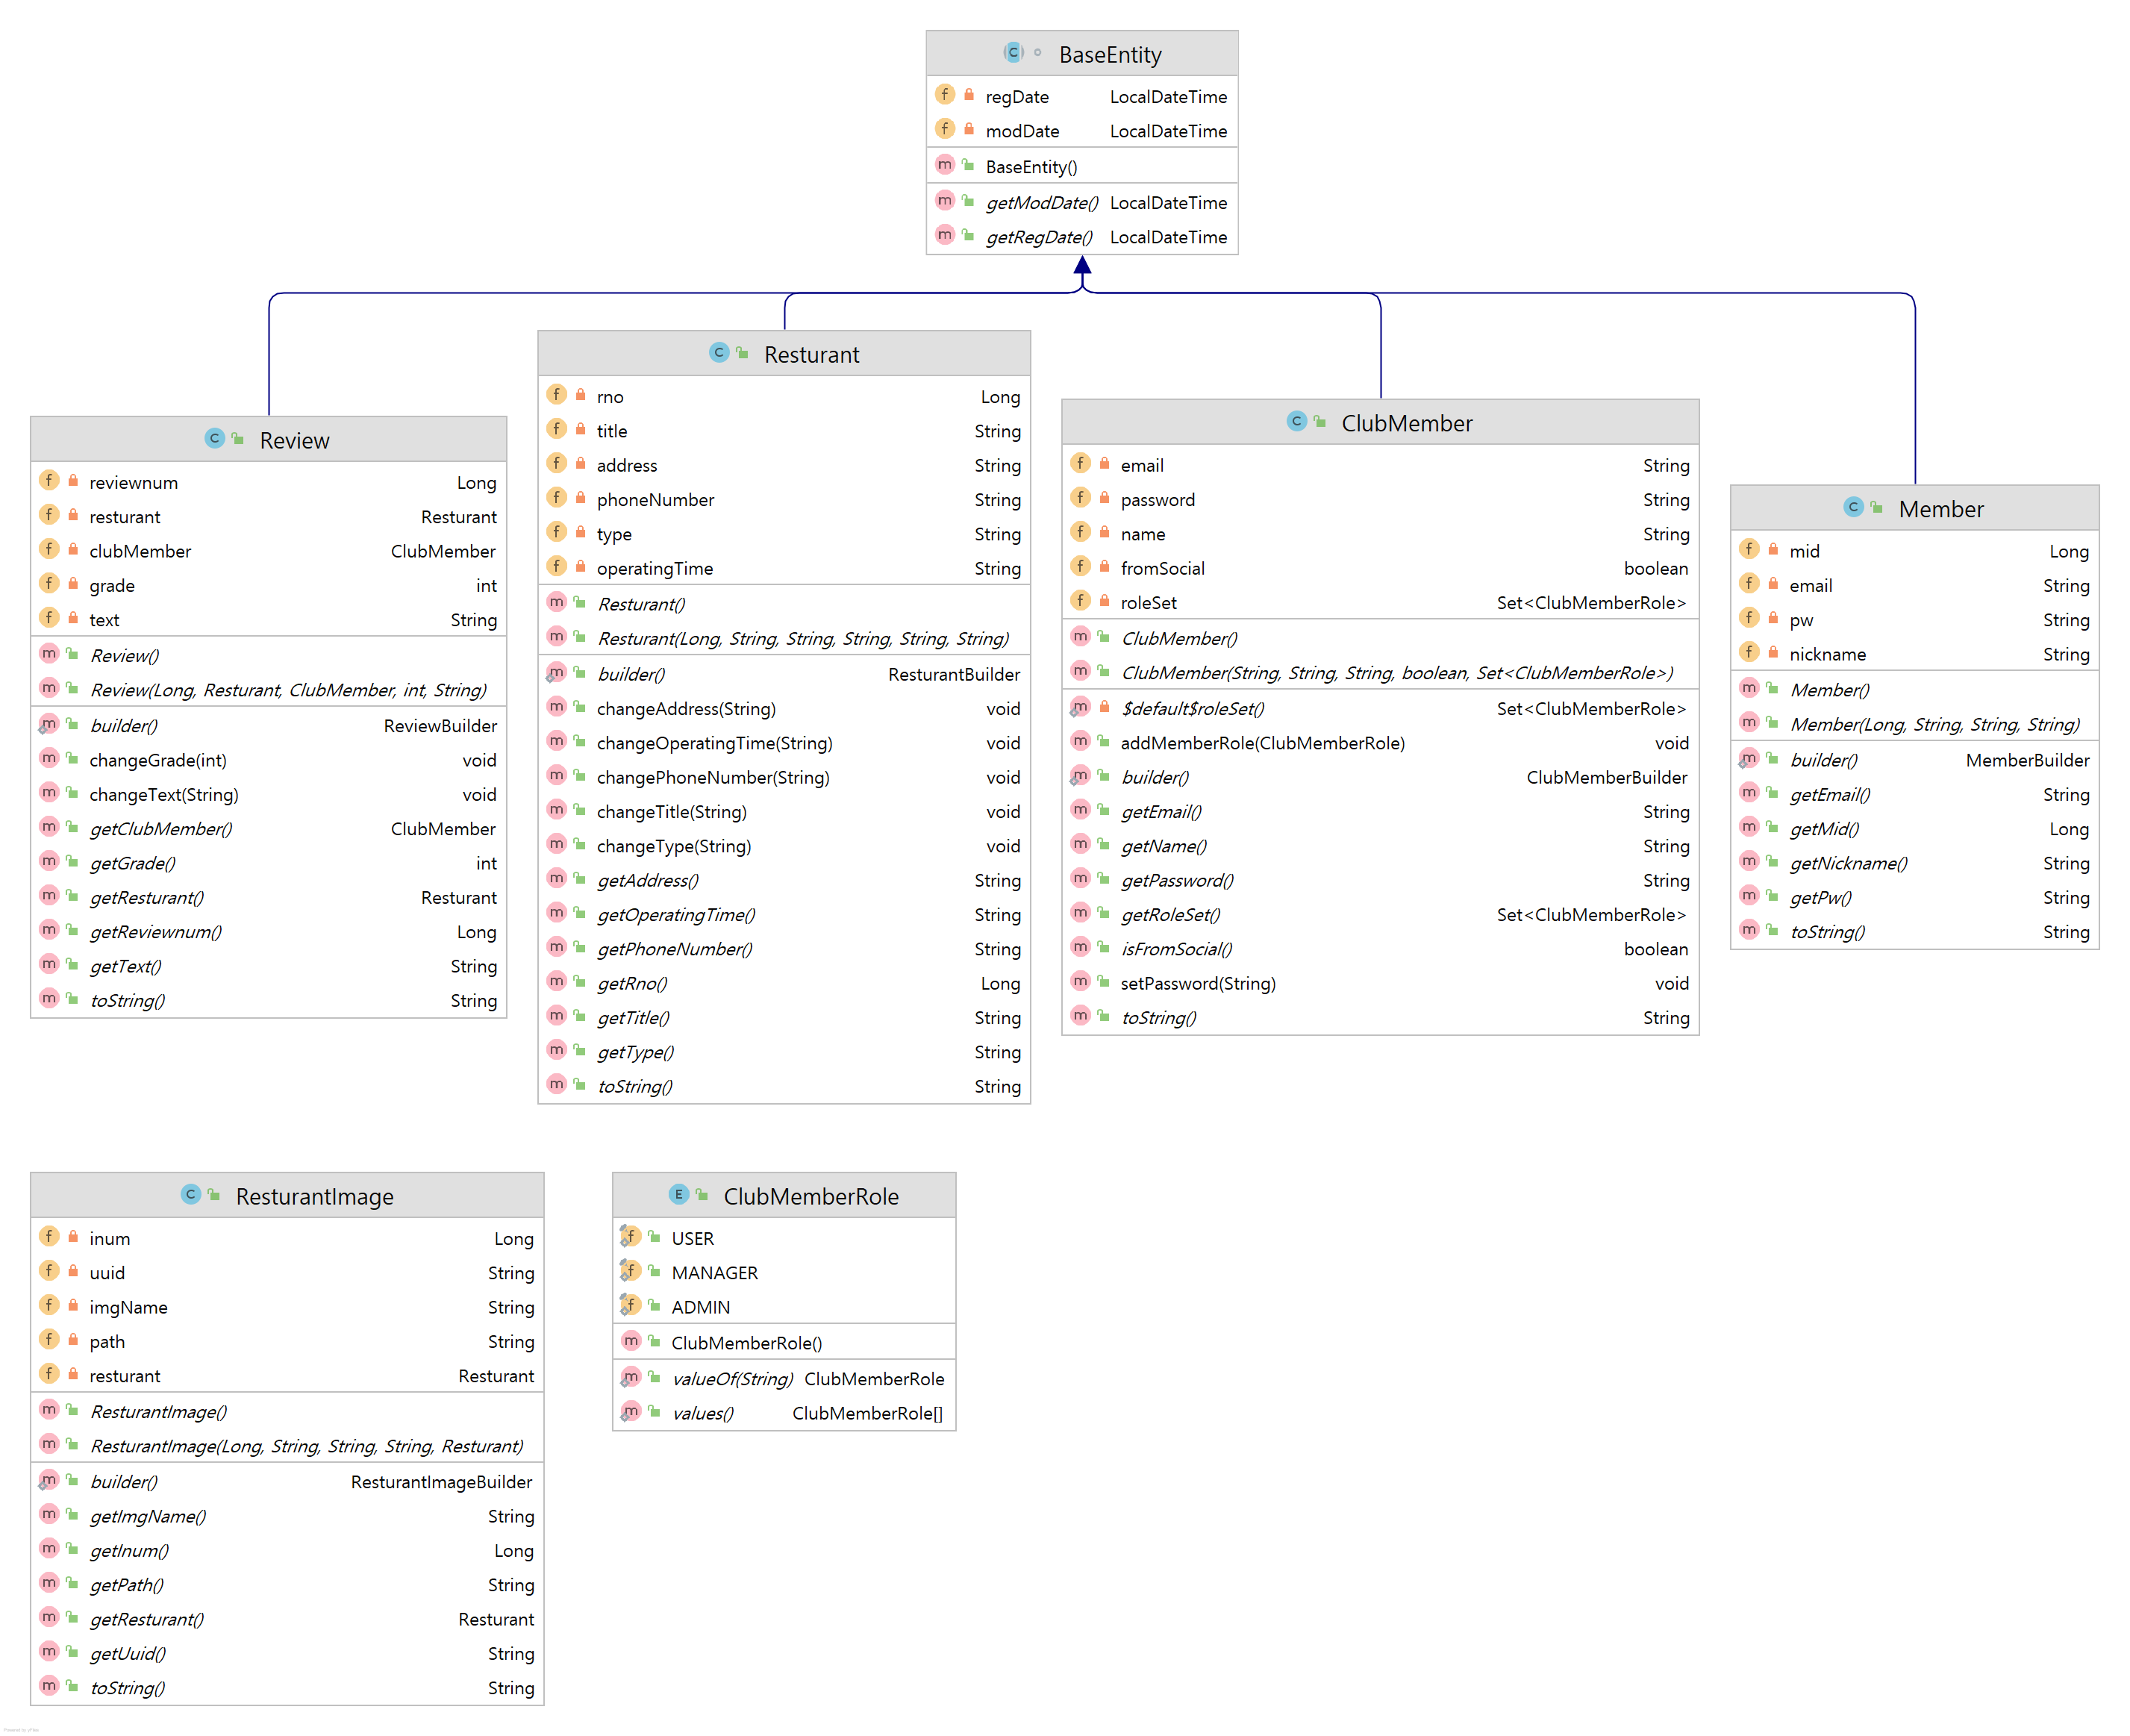 BaseEntity
regDate LocalDateTime
modDate LocalDateTime
BaseEntity()
getModDate() LocalDateTime
getRegDate() LocalDateTime
Review
reviewnum Long
resturant Resturant
clubMember ClubMember
grade int
text String
Review()
Review(Long, Resturant, ClubMember, int, String)
builder() ReviewBuilder
changeGrade(int) void
changeText(String) void
getClubMember() ClubMember
getGrade() int
getResturant() Resturant
getReviewnum() Long
getText() String
toString() String
Resturant
rno Long
title String
address String
phoneNumber String
type String
operatingTime String
Resturant()
Resturant(Long, String, String, String, String, String)
builder() ResturantBuilder
changeAddress(String) void
changeOperatingTime(String) void
changePhoneNumber(String) void
changeTitle(String) void
changeType(String) void
getAddress() String
getOperatingTime() String
getPhoneNumber() String
getRno() Long
getTitle() String
getType() String
toString() String
ClubMember
email String
password String
name String
fromSocial boolean
roleSet Set<ClubMemberRole>
ClubMember()
ClubMember(String, String, String, boolean, Set<ClubMemberRole>)
$default$roleSet() Set<ClubMemberRole>
addMemberRole(ClubMemberRole) void
builder() ClubMemberBuilder
getEmail() String
getName() String
getPassword() String
getRoleSet() Set<ClubMemberRole>
isFromSocial() boolean
setPassword(String) void
toString() String
Member
mid Long
email String
pw String
nickname String
Member()
Member(Long, String, String, String)
builder() MemberBuilder
getEmail() String
getMid() Long
getNickname() String
getPw() String
toString() String
ResturantImage
inum Long
uuid String
imgName String
path String
resturant Resturant
ResturantImage()
ResturantImage(Long, String, String, String, Resturant)
builder() ResturantImageBuilder
getImgName() String
getInum() Long
getPath() String
getResturant() Resturant
getUuid() String
toString() String
ClubMemberRole
USER
MANAGER
ADMIN
ClubMemberRole()
valueOf(String) ClubMemberRole
values() ClubMemberRole[]
Powered by yFiles